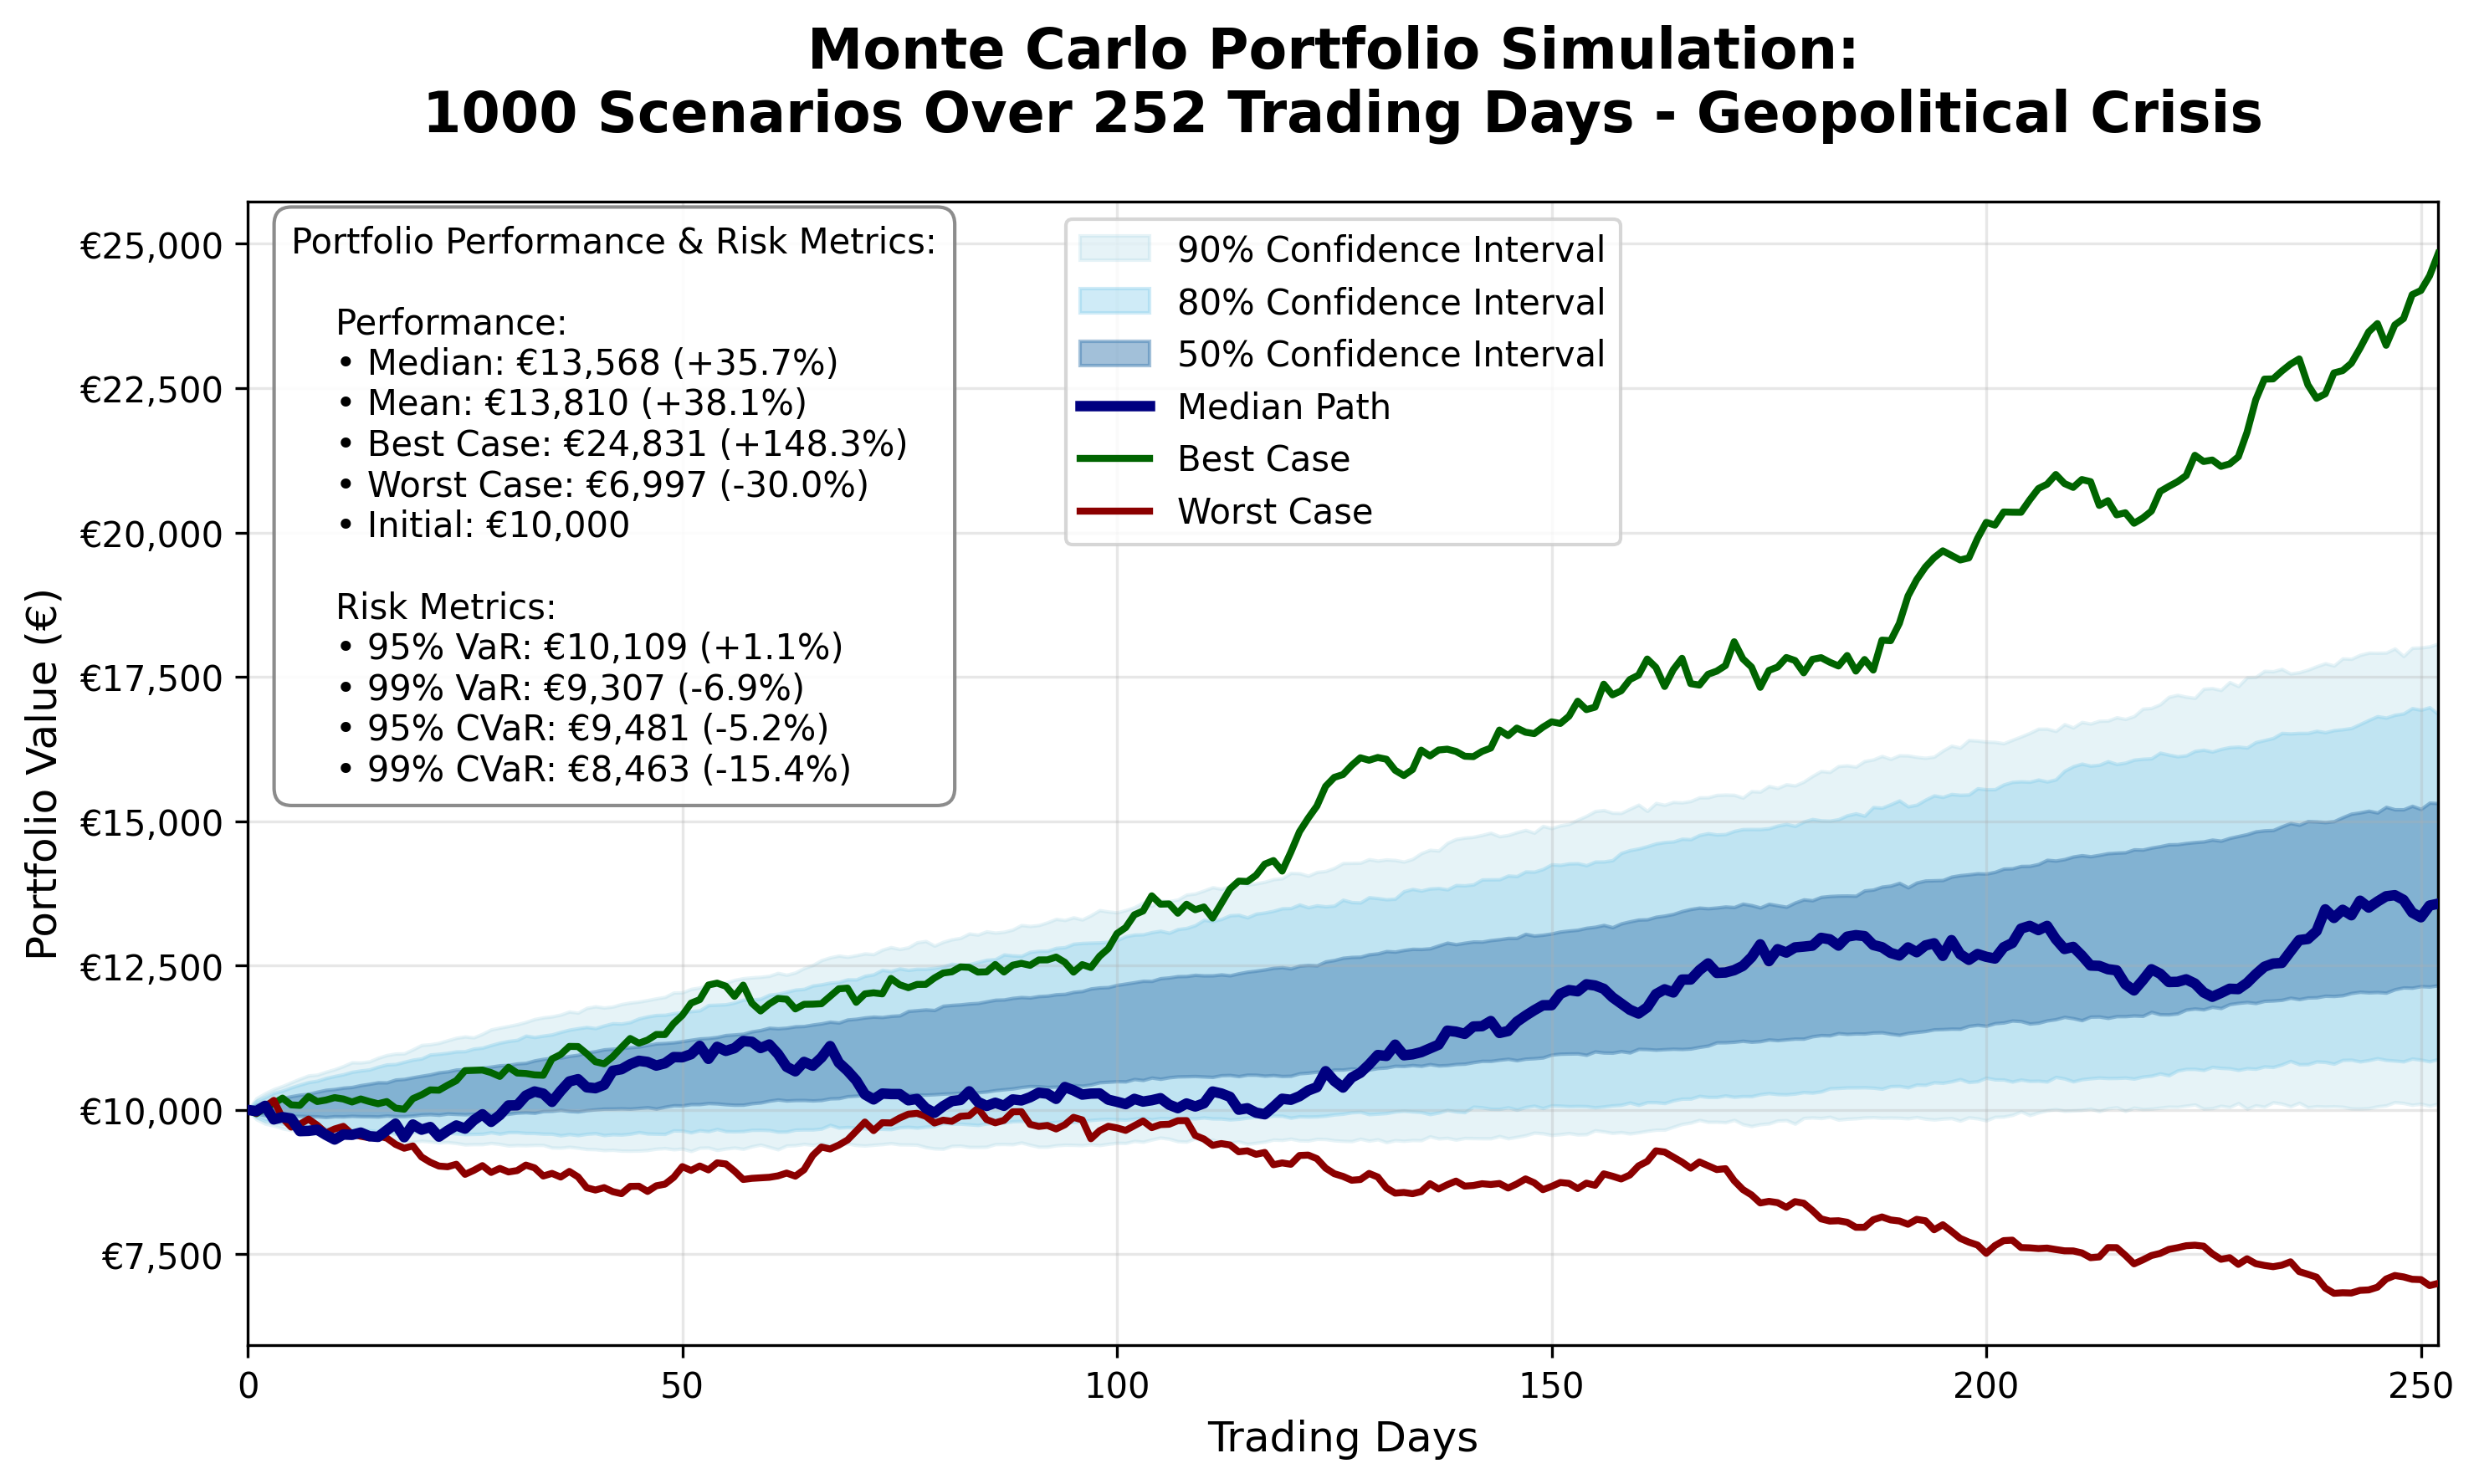 Monte Carlo Portfolio Simulation:
1000 Scenarios Over 252 Trading Days - Geopolitical Crisis
Portfolio Performance & Risk Metrics:
Performance:
• Median: €13,568 (+35.7%)
• Mean: €13,810 (+38.1%)
• Best Case: €24,831 (+148.3%)
• Worst Case: €6,997 (-30.0%)
• Initial: €10,000
Risk Metrics:
• 95% VaR: €10,109 (+1.1%)
• 99% VaR: €9,307 (-6.9%)
• 95% CVaR: €9,481 (-5.2%)
• 99% CVaR: €8,463 (-15.4%)
90% Confidence Interval
80% Confidence Interval
50% Confidence Interval
Median Path
Best Case
Worst Case
Portfolio Value (€)
€25,000
€22,500
€20,000
€17,500
€15,000
€12,500
€10,000
€7,500
0
50
100
150
200
250
Trading Days